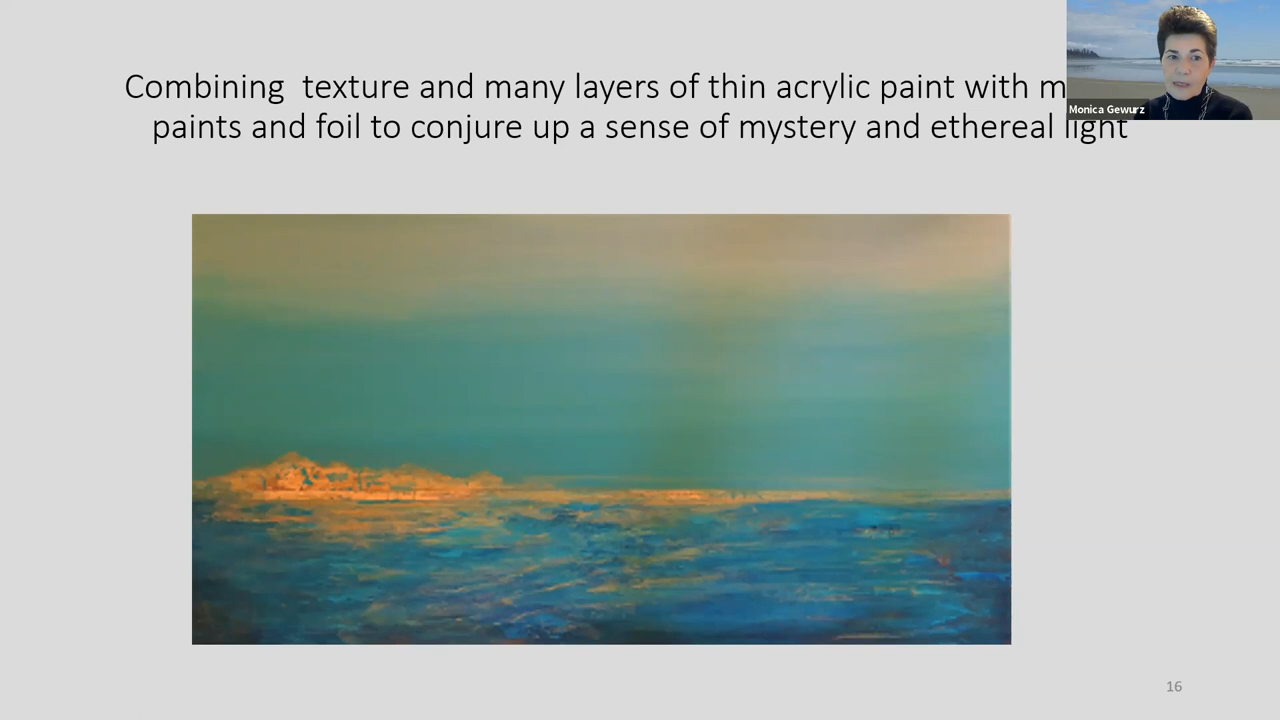 Combining  texture and many layers of thin acrylic paint with
paints and foil to conjure up a sense of mystery and ethereal light
Monica Gewurz
16